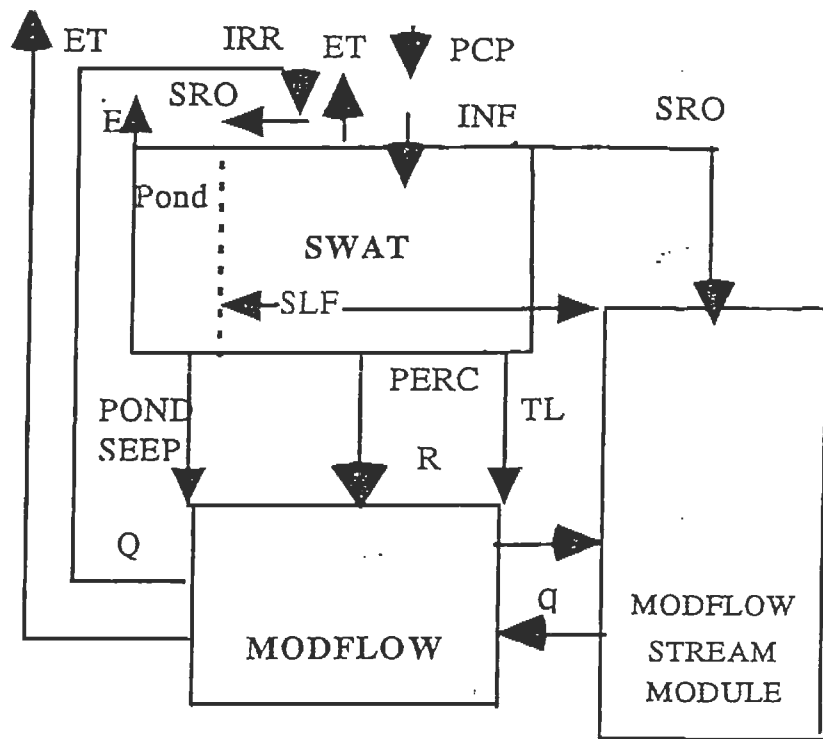 ET
IRR
ET
PCP
SRO
E
INF
SRO
Pond
SWAT
SLF
PERC
POND
SEEP
TL
R
Q
q
MODFLOW
MODFLOW
STREAM
MODULE